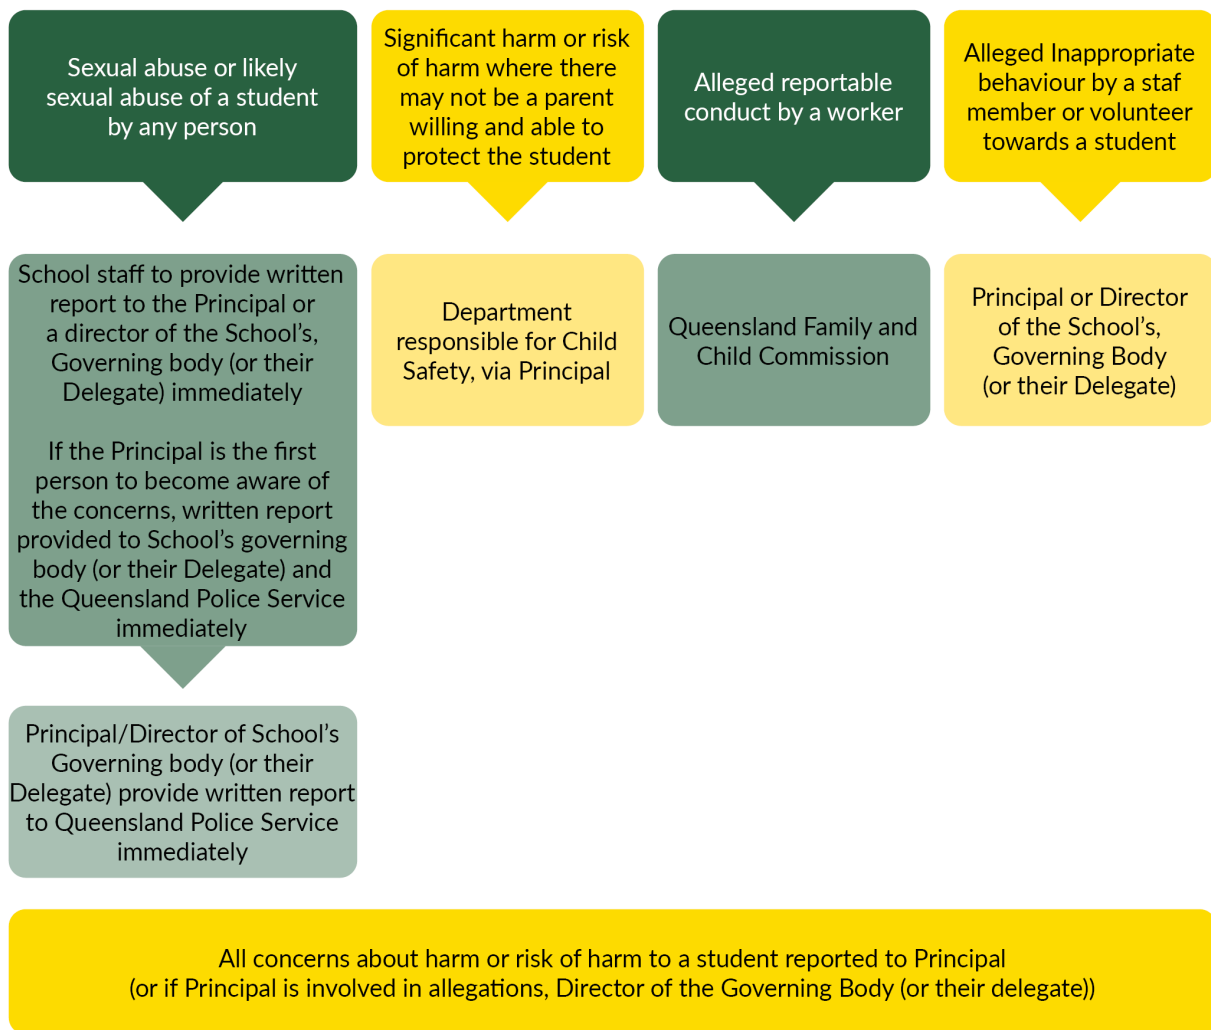 Sexual abuse or likely
sexual abuse of a student
by any person
Significant harm or risk
of harm where there
may not be a parent
willing and able to
protect the student
Alleged reportable
conduct by a worker
Alleged Inappropriate
behaviour by a staf
member or volunteer
towards a student
School staff to provide written
report to the Principal or
a director of the School’s,
Governing body (or their
Delegate) immediately
If the Principal is the first
person to become aware of
the concerns, written report
provided to School’s governing
body (or their Delegate) and
the Queensland Police Service
immediately
Department
responsible for Child
Safety, via Principal
Queensland Family and
Child Commission
Principal or Director
of the School’s,
Governing Body
(or their Delegate)
Principal/Director of School’s
Governing body (or their
Delegate) provide written report
to Queensland Police Service
immediately
All concerns about harm or risk of harm to a student reported to Principal
(or if Principal is involved in allegations, Director of the Governing Body (or their delegate))